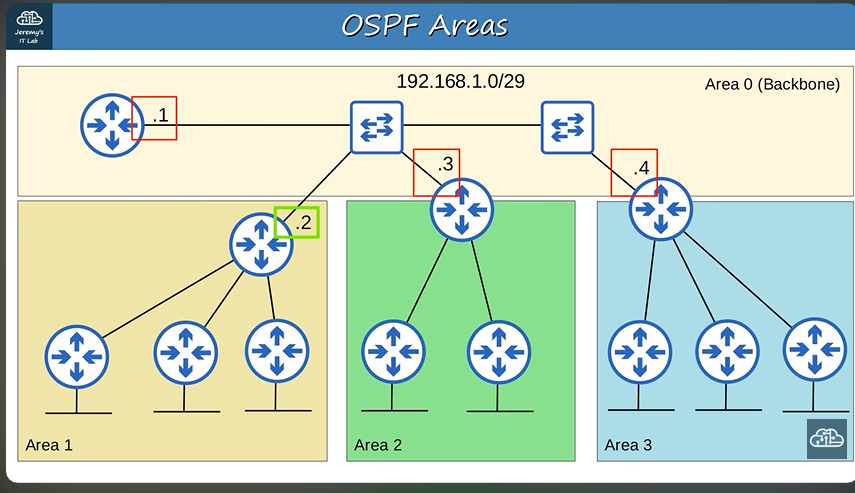 Jeremy's
IT Lab
OSPF Areas
192.168.1.0/29
Area 0 (Backbone)
.1
.3
.4
.2
Area 1
Area 2
Area 3